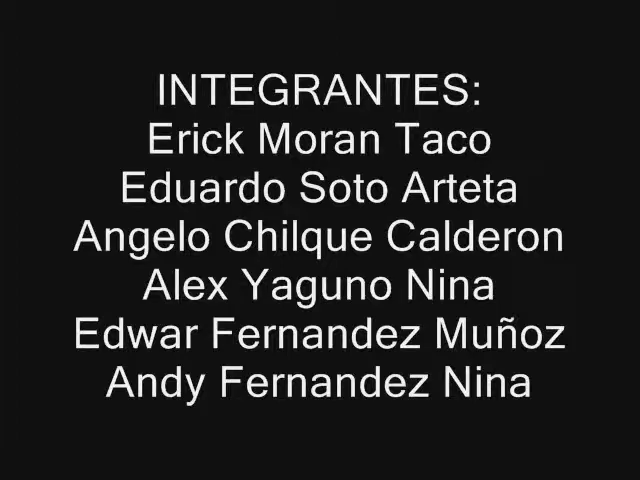 INTEGRANTES:
Erick Moran Taco
Eduardo Soto Arteta
Angelo Chilque Calderon
Alex Yaguno Nina
Edwar Fernandez Muñoz
Andy Fernandez Nina